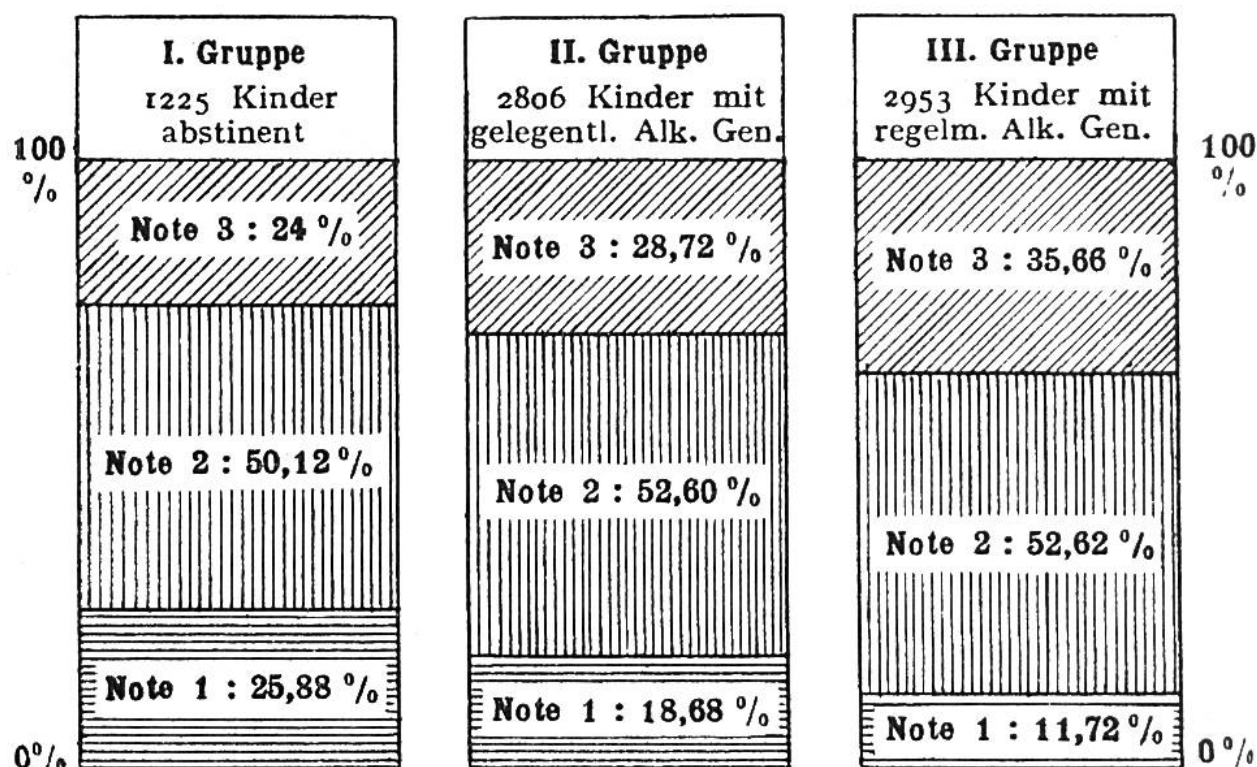 I. Gruppe
1225 Kinder
abstinent
II. Gruppe
2806 Kinder mit
gelegentl. Alk. Gen.
III. Gruppe
2953 Kinder mit
regelm. Alk. Gen.
100
%
100
%
Note 3 : 24 %
Note 3 : 28,72 %
Note 3 : 35,66 %
Note 2 : 50,12 %
Note 2 : 52,60 %
Note 2 : 52,62 %
Note 1 : 25,88 %
Note 1 : 18,68 %
Note 1 : 11,72 %
0%
0%